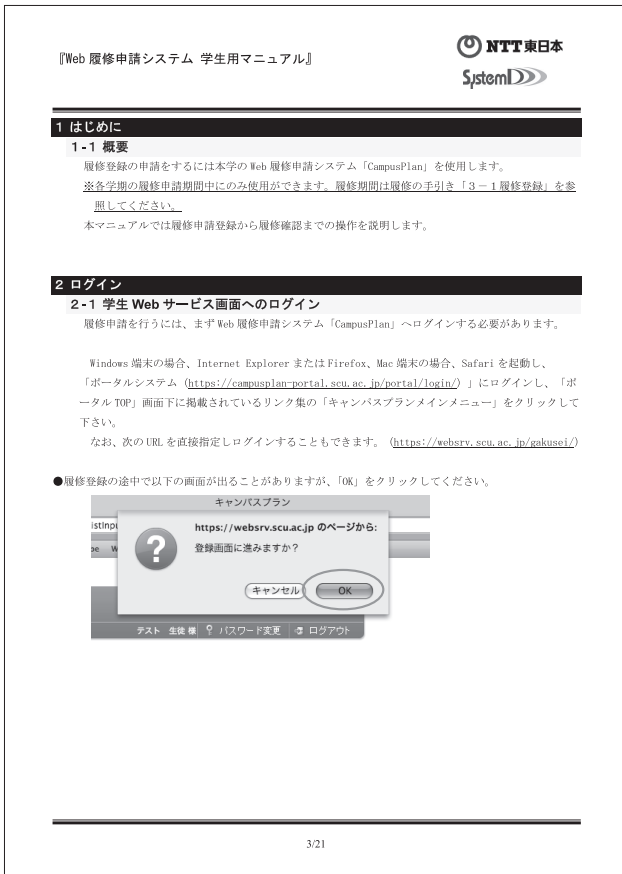 『Web 履修申請システム 学生用マニュアル』
NTT東日本
SystemD
1 はじめに
1-1 概要
履修登録の申請をするには本学の Web 履修申請システム「CampusPlan」を使用します。
※各学期の履修申請期間中にのみ使用ができます。履修期間は履修の手引き「3－1履修登録」を参
照してください。
本マニュアルでは履修申請登録から履修確認までの操作を説明します。
2 ログイン
2-1 学生 Web サービス画面へのログイン
履修申請を行うには、まず Web 履修申請システム「CampusPlan」へログインする必要があります。
Windows 端末の場合、Internet Explorer または Firefox、Mac 端末の場合、Safari を起動し、
「ポータルシステム（https://campusplan-portal.scu.ac.jp/portal/login/）」にログインし、「ポ
ータル TOP」画面下に掲載されているリンク集の「キャンパスプランメインメニュー」をクリックして
下さい。
なお、次の URL を直接指定しログインすることもできます。（https://websrv.scu.ac.jp/gakusei/）
●履修登録の途中で以下の画面が出ることがありますが、「OK」をクリックしてください。
キャンパスプラン
istInpu
https://websrv.scu.ac.jp のページから:
pe W
登録画面に進みますか？
キャンセル OK
テスト 生徒 様 パスワード変更 ログアウト
3/21